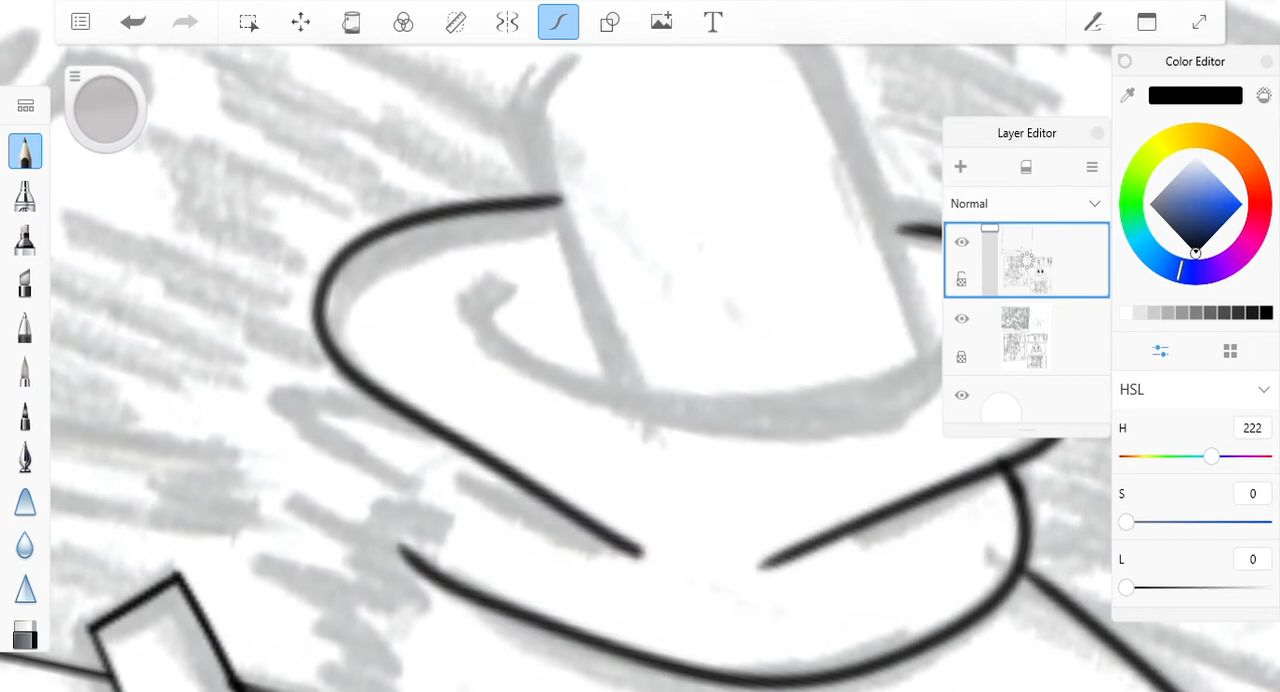 T
Color Editor
Layer Editor
Normal
HSL
H 222
S 0
L 0